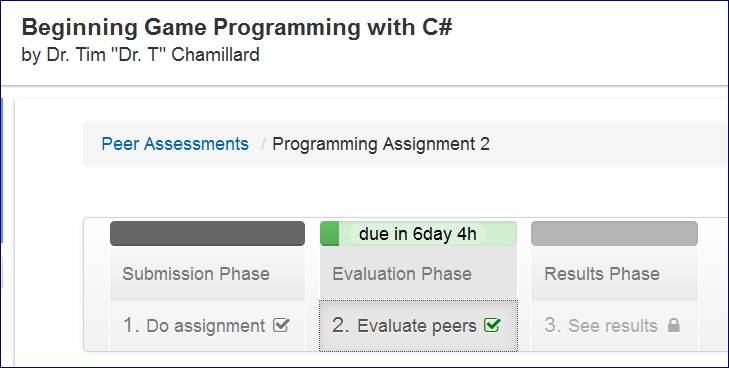 Beginning Game Programming with C#
by Dr. Tim "Dr. T" Chamillard
Peer Assessments / Programming Assignment 2
due in 6day 4h
Submission Phase
Evaluation Phase
Results Phase
1. Do assignment
2. Evaluate peers
3. See results